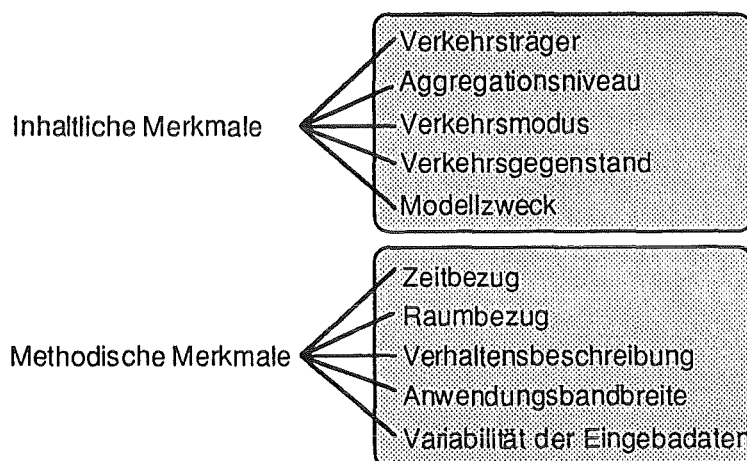 Inhaltliche Merkmale
Verkehrsträger
Aggregationsniveau
Verkehrsmodus
Verkehrsgegenstand
Modellzweck
Methodische Merkmale
Zeitbezug
Raumbezug
Verhaltensbeschreibung
Anwendungsbandbreite
Variabilität der Eingebadaten